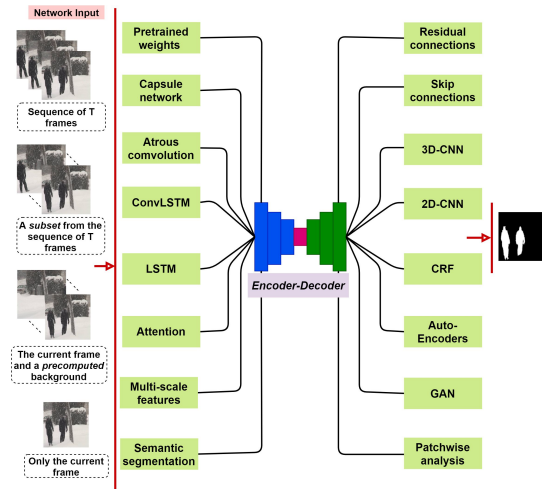 Network Input
Sequence of T
frames
A subset from the
sequence of T
frames
The current frame
and a precomputed
background
Only the current
frame
Pretrained
weights
Capsule
network
Atrous
comvolution
ConvLSTM
LSTM
Attention
Multi-scale
features
Semantic
segmentation
Encoder-Decoder
Residual
connections
Skip
connections
3D-CNN
2D-CNN
CRF
Auto-
Encoders
GAN
Patchwise
analysis